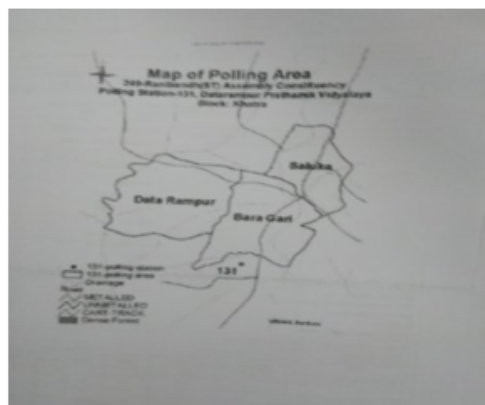 Map of Polling Area
249-Ranibandh(ST) Assembly Constituency
Polling Station-131, Datarampur Prathamik Vidyalaya
Block: Khatra
Saluka
Data Rampur
Bara Gari
131
131-polling station
131-polling area
Drainage
Road
METALLED
UNMETALLED
CART TRACK
Dense Forest